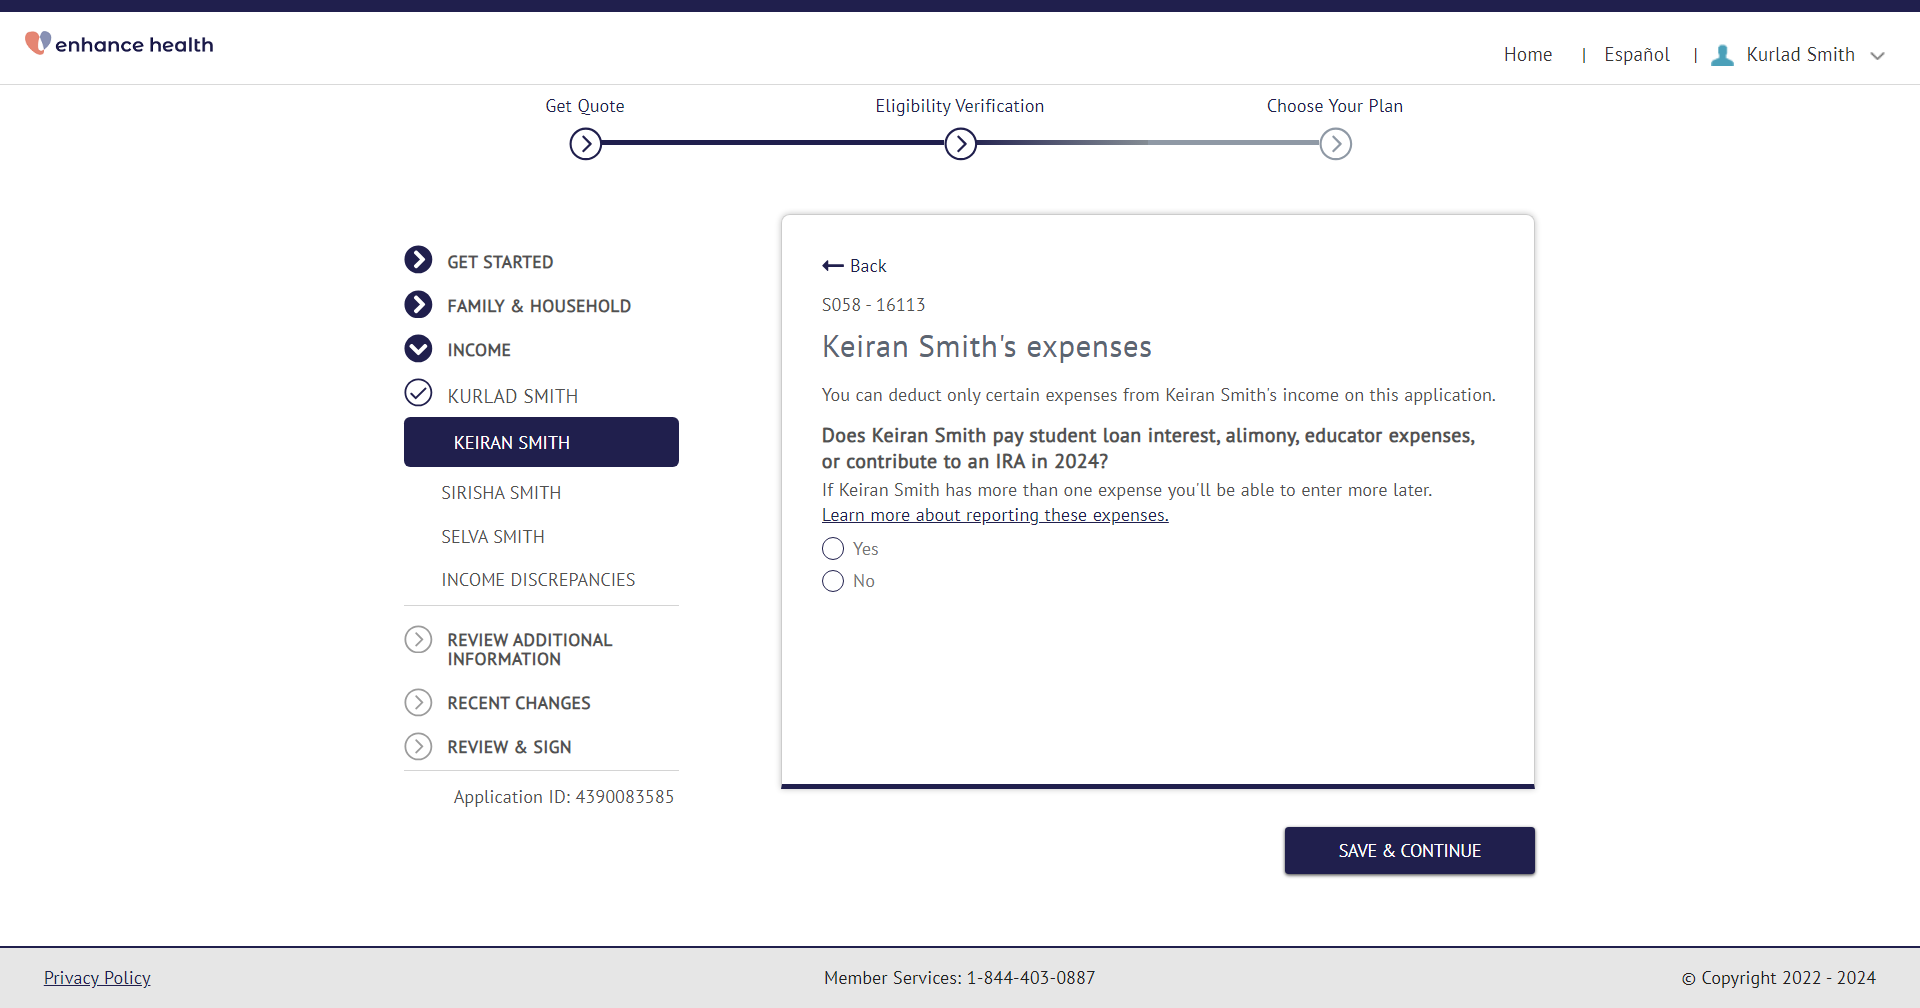 enhance health
Home | Español | Kurlad Smith
Get Quote
Eligibility Verification
Choose Your Plan
GET STARTED
FAMILY & HOUSEHOLD
INCOME
KURLAD SMITH
KEIRAN SMITH
SIRISHA SMITH
SELVA SMITH
INCOME DISCREPANCIES
REVIEW ADDITIONAL
INFORMATION
RECENT CHANGES
REVIEW & SIGN
Application ID: 4390083585
Back
S058 - 16113
Keiran Smith's expenses
You can deduct only certain expenses from Keiran Smith's income on this application.
Does Keiran Smith pay student loan interest, alimony, educator expenses,
or contribute to an IRA in 2024?
If Keiran Smith has more than one expense you'll be able to enter more later.
Learn more about reporting these expenses.
Yes
No
SAVE & CONTINUE
Privacy Policy
Member Services: 1-844-403-0887
© Copyright 2022 - 2024